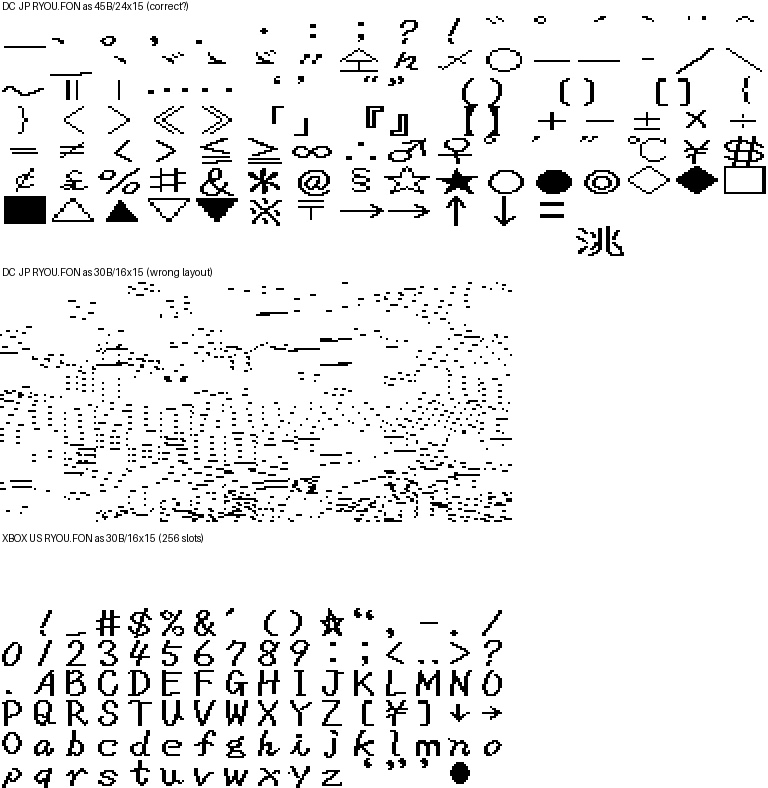 DC JP RYOU.FON as 45B/24x15 (correct?)
: ; ? !
″ ○ — — - ／ ＼
～ ‖ | ‘ ’ “ ” ( ) 〔 〕 [ ] {
} 〈 〉 《 》 「 」 『 』 【 】 + — ± × ÷
= ≠ < > ≦ ≧ ∞ ∴ ♂ ♀ ° ′ ″ ℃ ¥ $
¢ £ % # & * @ § ☆ ★ ○ ● ◎ ◇ ◆ □
■ △ ▲ ▽ ▼ ※ 〒 → → ↑ ↓ 〓
DC JP RYOU.FON as 30B/16x15 (wrong layout)
XBOX US RYOU.FON as 30B/16x15 (256 slots)
! _ # $ % & ´ ( ) ☆ “ , - . /
0 1 2 3 4 5 6 7 8 9 : ; < .. > ?
. A B C D E F G H I J K L M N O
P Q R S T U V W X Y Z [ ¥ ] ↓ →
O a b c d e f g h i j k l m n o
p q r s t u v w x y z ‘ ” ’ ●